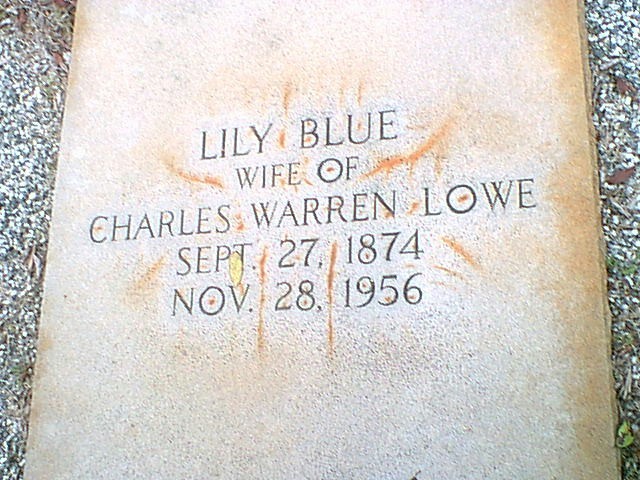 LILY BLUE
WIFE OF
CHARLES WARREN LOWE
SEPT. 27, 1874
NOV. 28, 1956